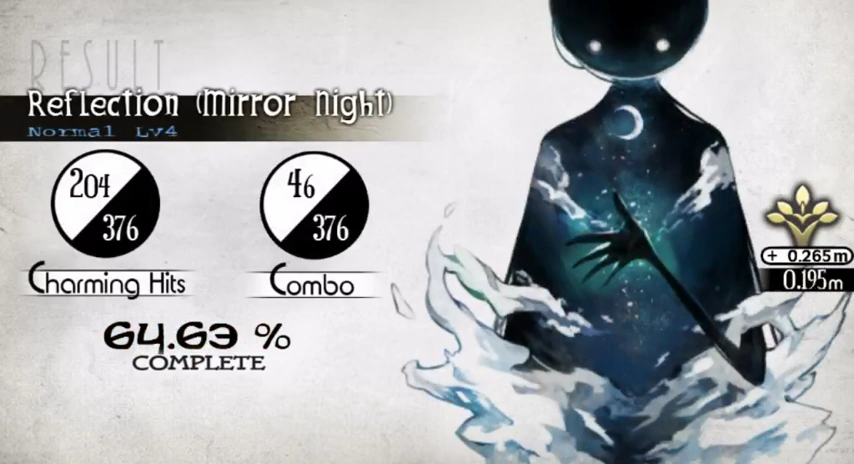 RESULT
Reflection (Mirror Night)
Normal Lv4
204
376
Charming Hits
46
376
Combo
64.63 %
COMPLETE
+ 0.265m
0.195m